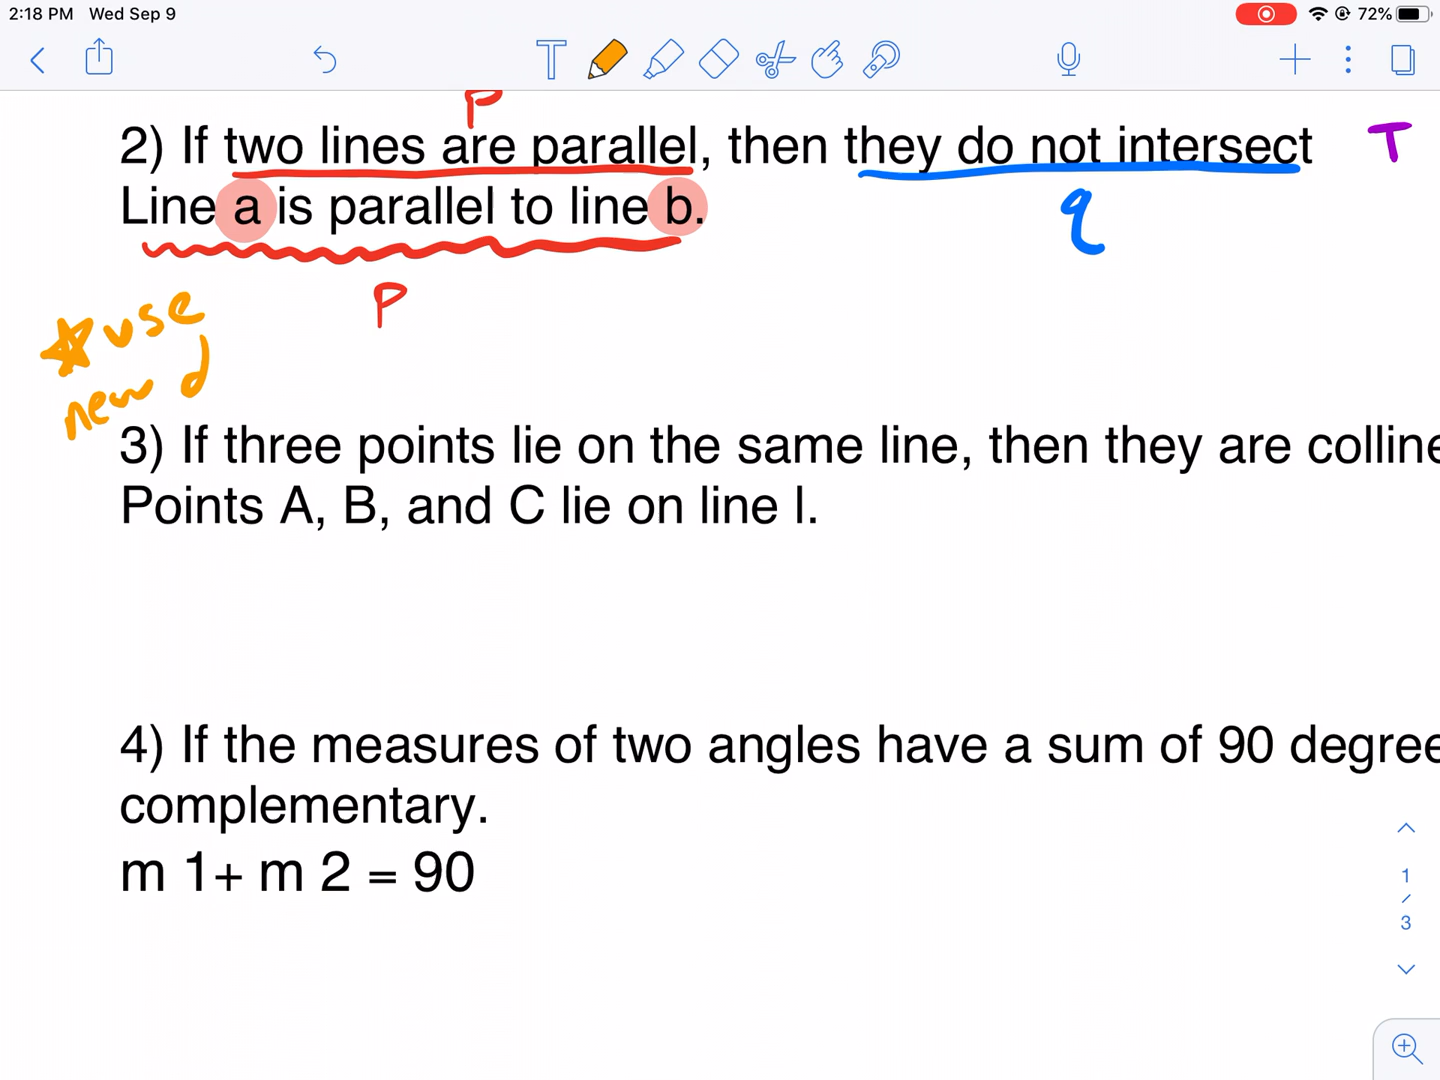 2:18 PM Wed Sep 9
72%
P
2) If two lines are parallel, then they do not intersect T
Line a is parallel to line b.
q
P
use
new
3) If three points lie on the same line, then they are colline
Points A, B, and C lie on line l.
4) If the measures of two angles have a sum of 90 degree
complementary.
m 1+ m 2 = 90
1
/
3